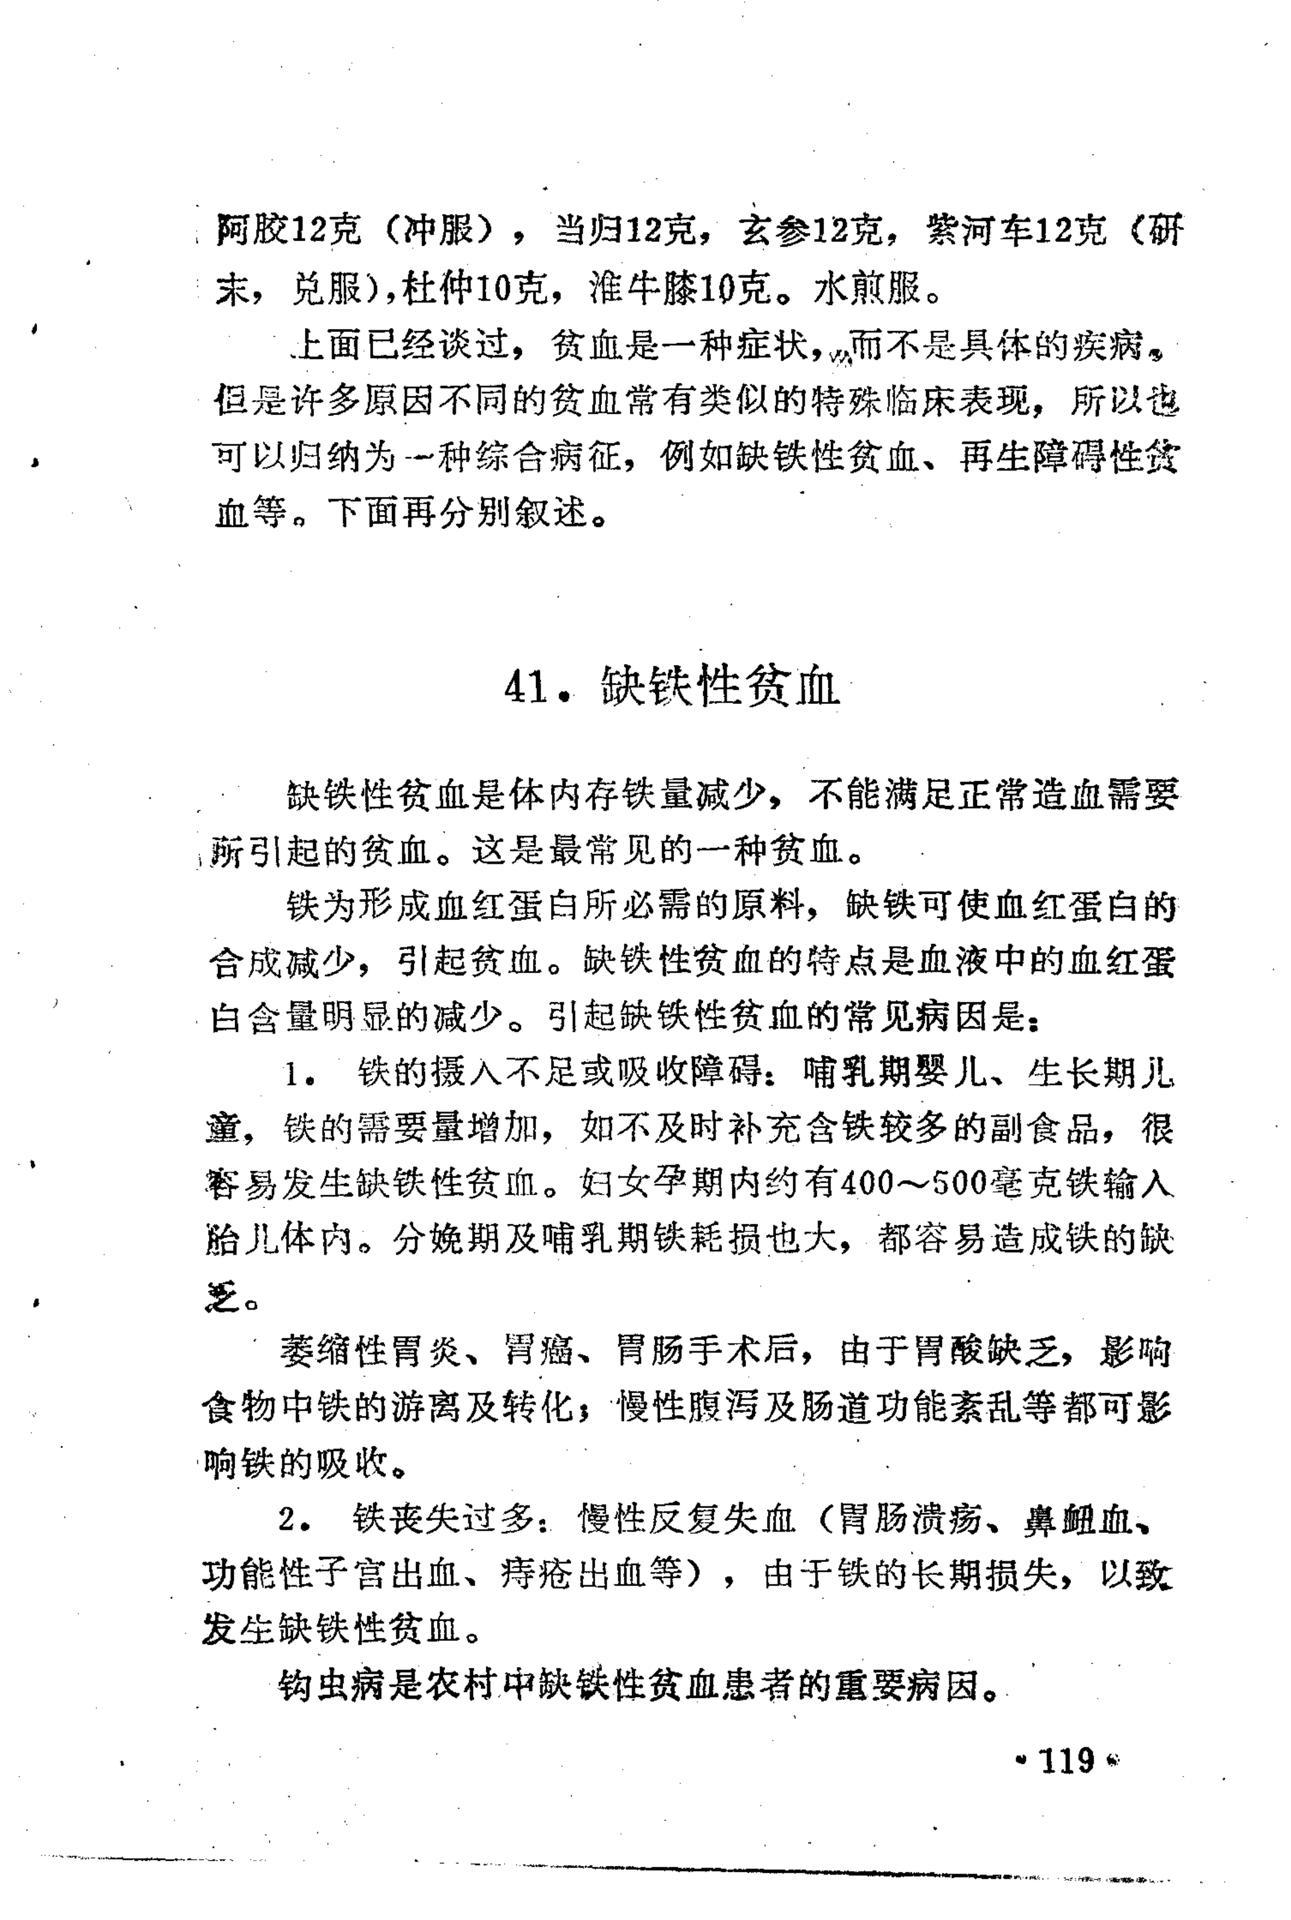 阿胶12克（冲服），当归12克，玄参12克，紫河车12克（研
末，兑服），杜仲10克，淮牛膝10克。水煎服。
上面已经谈过，贫血是一种症状，而不是具体的疾病。
但是许多原因不同的贫血常有类似的特殊临床表现，所以也
可以归纳为一种综合病征，例如缺铁性贫血、再生障碍性贫
血等。下面再分别叙述。
41．缺铁性贫血
缺铁性贫血是体内存铁量减少，不能满足正常造血需要
所引起的贫血。这是最常见的一种贫血。
铁为形成血红蛋白所必需的原料，缺铁可使血红蛋白的
合成减少，引起贫血。缺铁性贫血的特点是血液中的血红蛋
白含量明显的减少。引起缺铁性贫血的常见病因是：
1． 铁的摄入不足或吸收障碍：哺乳期婴儿、生长期儿
童，铁的需要量增加，如不及时补充含铁较多的副食品，很
容易发生缺铁性贫血。妇女孕期内约有400～500毫克铁输入
胎儿体内。分娩期及哺乳期铁耗损也大，都容易造成铁的缺
乏。
萎缩性胃炎、胃癌、胃肠手术后，由于胃酸缺乏，影响
食物中铁的游离及转化；慢性腹泻及肠道功能紊乱等都可影
响铁的吸收。
2． 铁丧失过多：慢性反复失血（胃肠溃疡、鼻衄血、
功能性子宫出血、痔疮出血等），由于铁的长期损失，以致
发生缺铁性贫血。
钩虫病是农村中缺铁性贫血患者的重要病因。
·119·